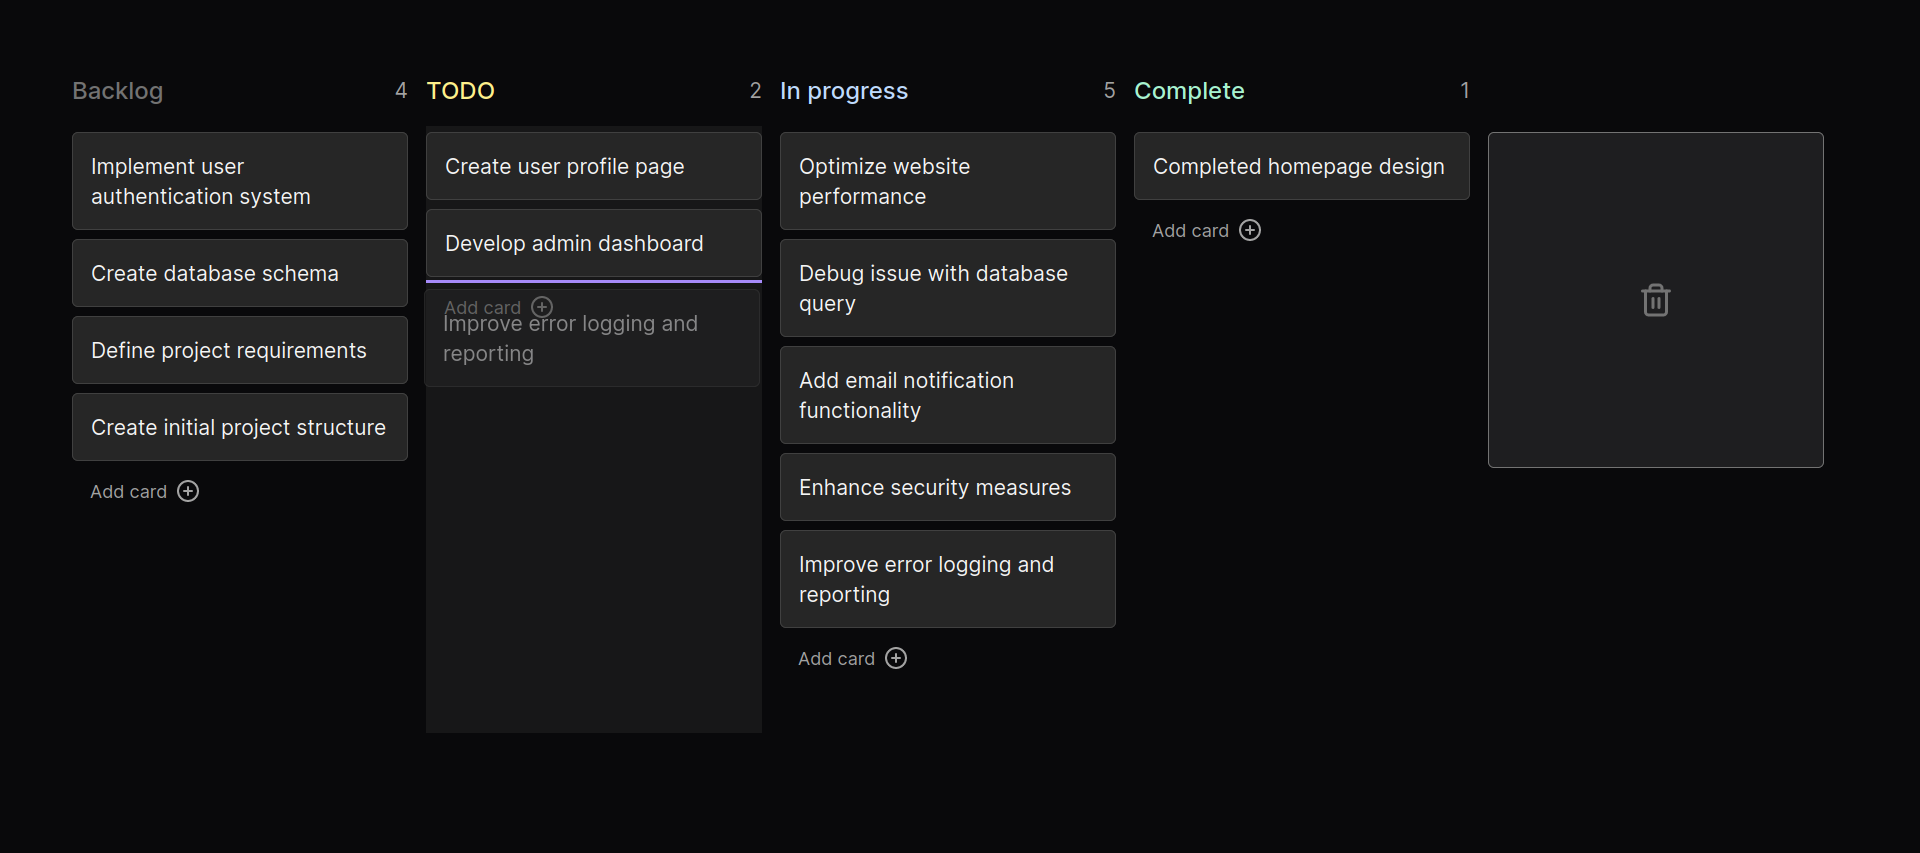 Backlog 4
Implement user
authentication system
Create database schema
Define project requirements
Create initial project structure
Add card
TODO 2
Create user profile page
Develop admin dashboard
Add card
Improve error logging and
reporting
In progress 5
Optimize website
performance
Debug issue with database
query
Add email notification
functionality
Enhance security measures
Improve error logging and
reporting
Add card
Complete 1
Completed homepage design
Add card